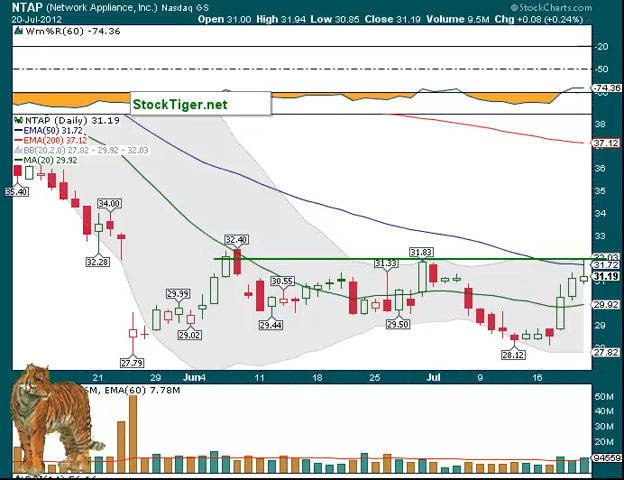 NTAP (Network Appliance, Inc.) Nasdaq GS
© StockCharts.com
20-Jul-2012
Open 31.00 High 31.94 Low 30.85 Close 31.19 Volume 9.5M Chg +0.08 (+0.24%)
Wm%R(60) -74.36
-20
-50
-74.36
StockTiger.net
NTAP (Daily) 31.19
EMA(50) 31.72
EMA(200) 37.12
BB(20,2.0) 27.82 - 29.92 - 32.03
MA(20) 29.92
38
37.12
36
35
34
33
32.03
31.72
31.19
29.92
29
27.82
35.40
34.00
32.28
32.40
31.83
31.33
30.55
29.99
29.02
29.44
29.50
28.12
27.79
21 29 Jun4 11 18 25 Jul 9 16
6M, EMA(60) 7.78M
50M
40M
30M
20M